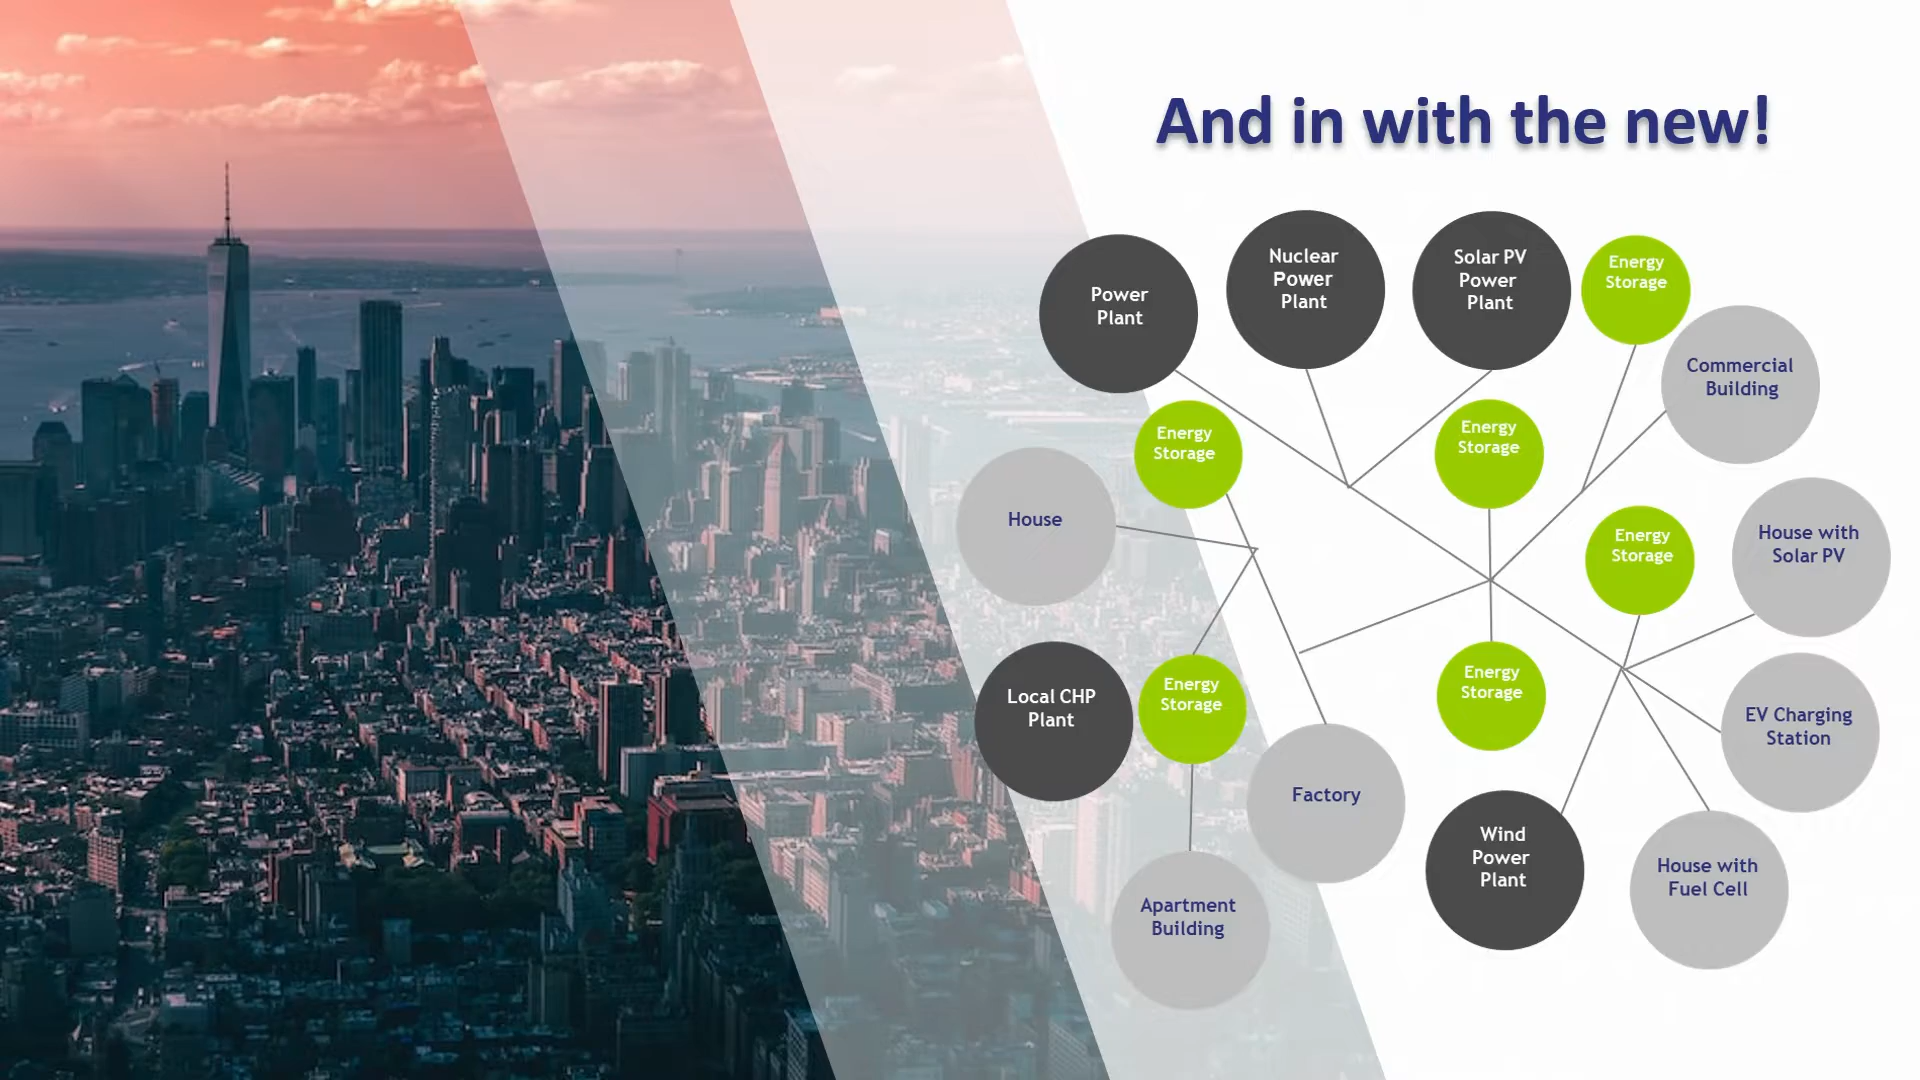 And in with the new!
Power
Plant
Nuclear
Power
Plant
Solar PV
Power
Plant
Energy
Storage
Commercial
Building
Energy
Storage
Energy
Storage
House
Energy
Storage
House with
Solar PV
Local CHP
Plant
Energy
Storage
Energy
Storage
EV Charging
Station
Factory
Wind
Power
Plant
House with
Fuel Cell
Apartment
Building